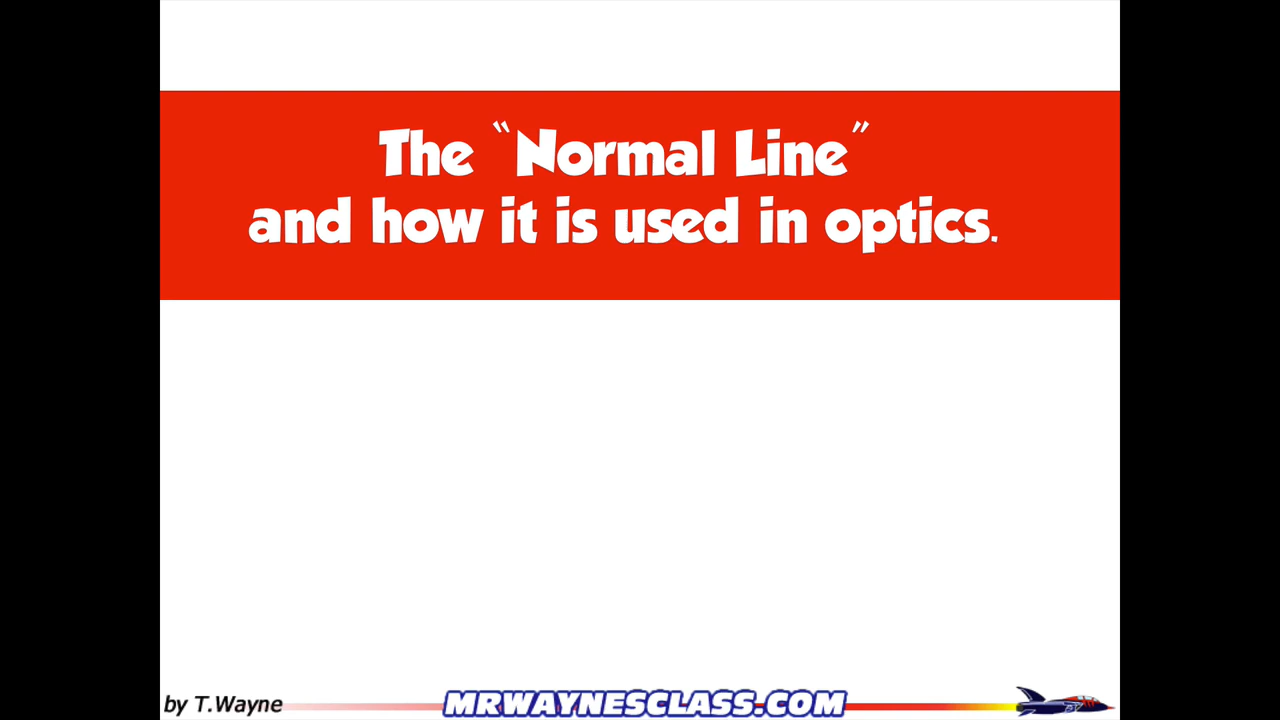 The "Normal Line"
and how it is used in optics.
by T.Wayne
MRWAYNESCLASS.COM